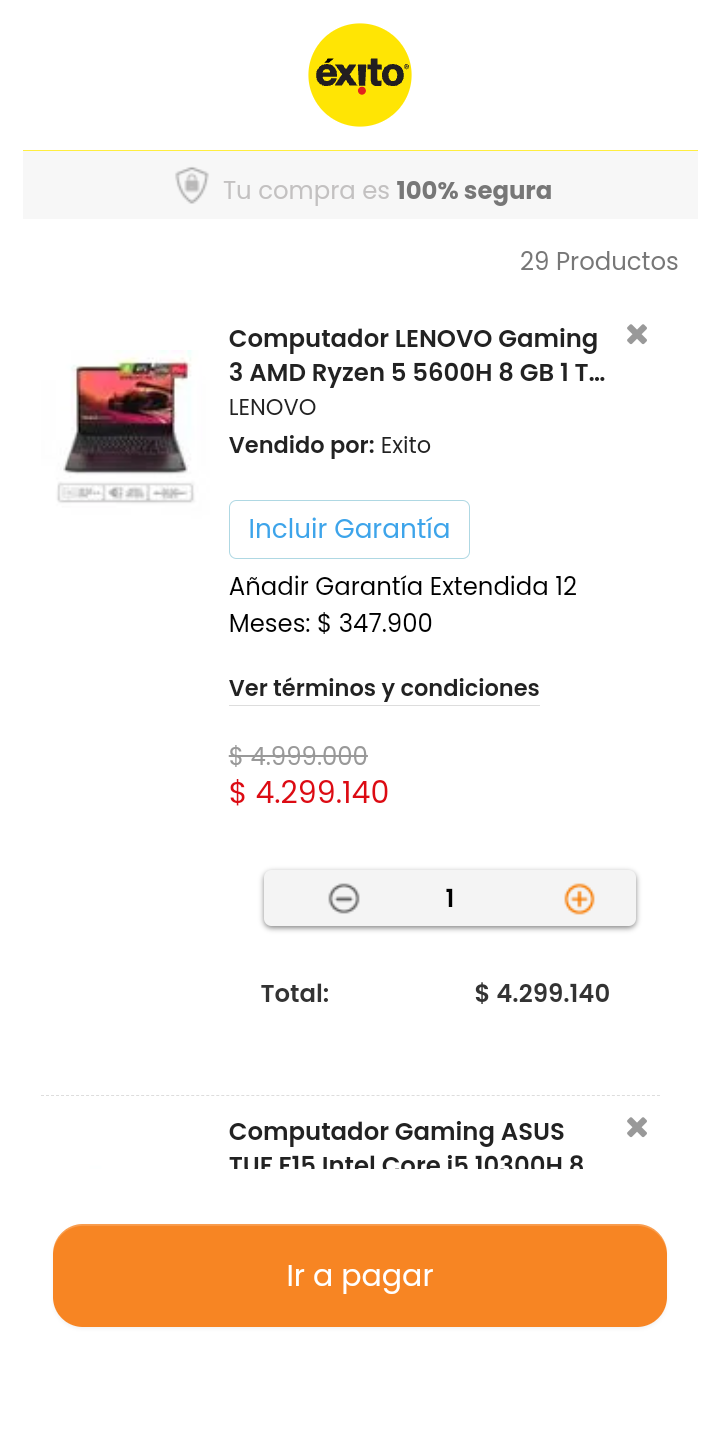 éxito
Tu compra es 100% segura
29 Productos
Computador LENOVO Gaming
3 AMD Ryzen 5 5600H 8 GB 1 T...
LENOVO
Vendido por: Exito
Incluir Garantía
Añadir Garantía Extendida 12
Meses: $ 347.900
Ver términos y condiciones
$ 4.999.000
$ 4.299.140
1
Total: $ 4.299.140
Computador Gaming ASUS
TUF F15 Intel Core i5 10300H 8
Ir a pagar